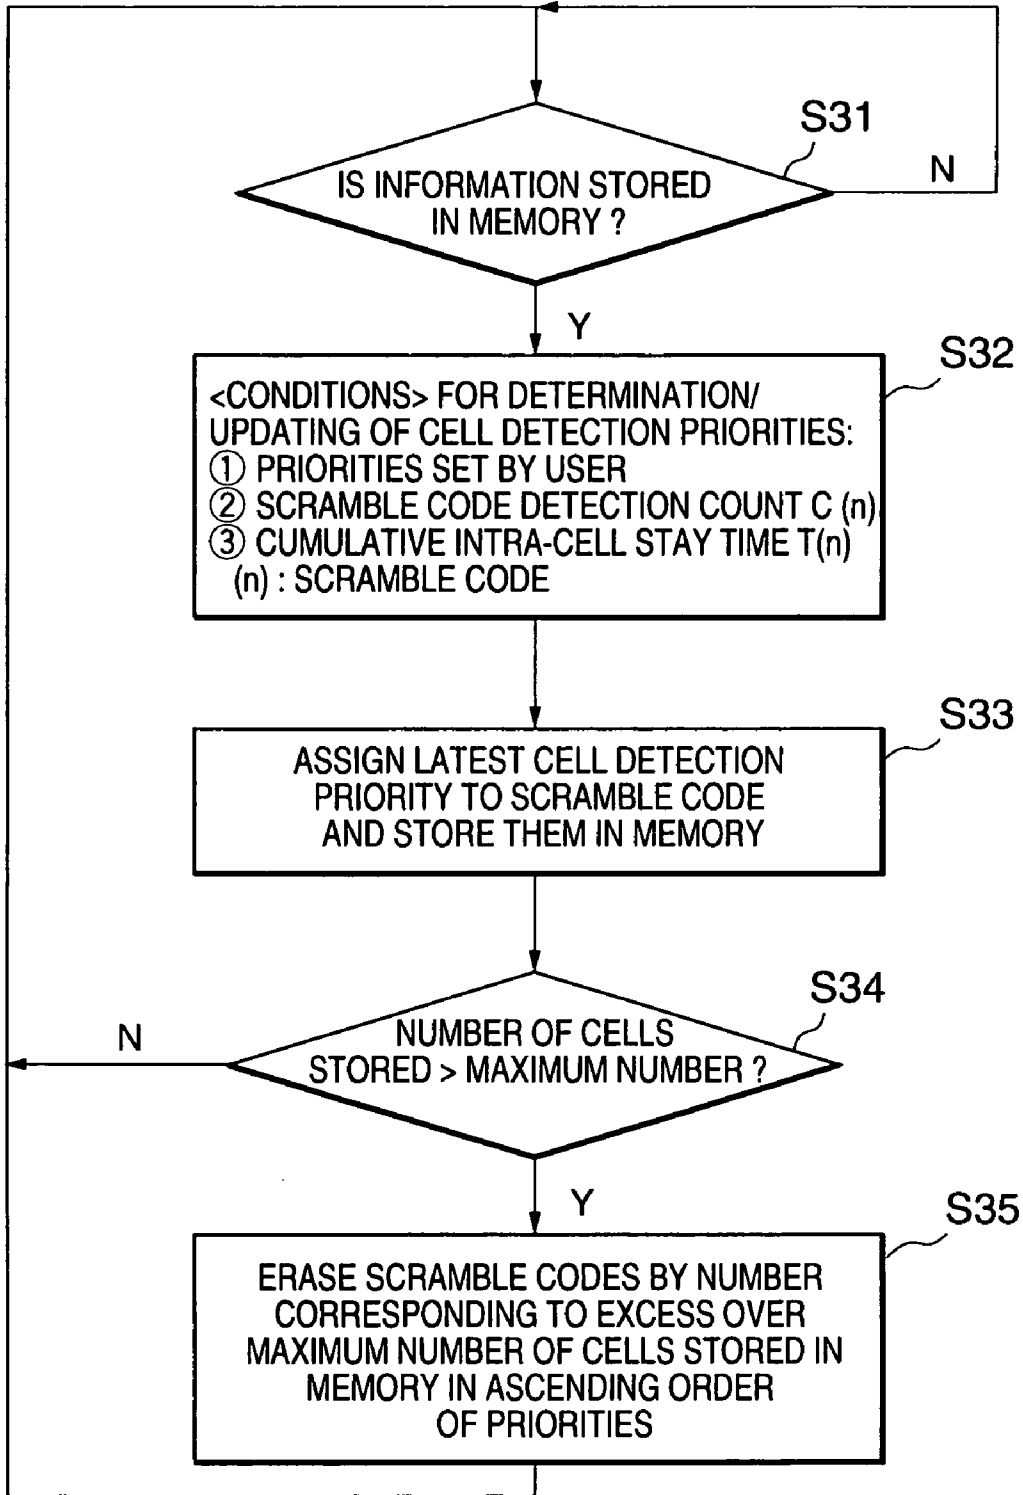 S31
IS INFORMATION STORED
IN MEMORY ?
N
Y
S32
<CONDITIONS> FOR DETERMINATION/
UPDATING OF CELL DETECTION PRIORITIES:
① PRIORITIES SET BY USER
② SCRAMBLE CODE DETECTION COUNT C (n)
③ CUMULATIVE INTRA-CELL STAY TIME T(n)
(n) : SCRAMBLE CODE
S33
ASSIGN LATEST CELL DETECTION
PRIORITY TO SCRAMBLE CODE
AND STORE THEM IN MEMORY
S34
NUMBER OF CELLS
STORED > MAXIMUM NUMBER ?
N
Y
S35
ERASE SCRAMBLE CODES BY NUMBER
CORRESPONDING TO EXCESS OVER
MAXIMUM NUMBER OF CELLS STORED IN
MEMORY IN ASCENDING ORDER
OF PRIORITIES